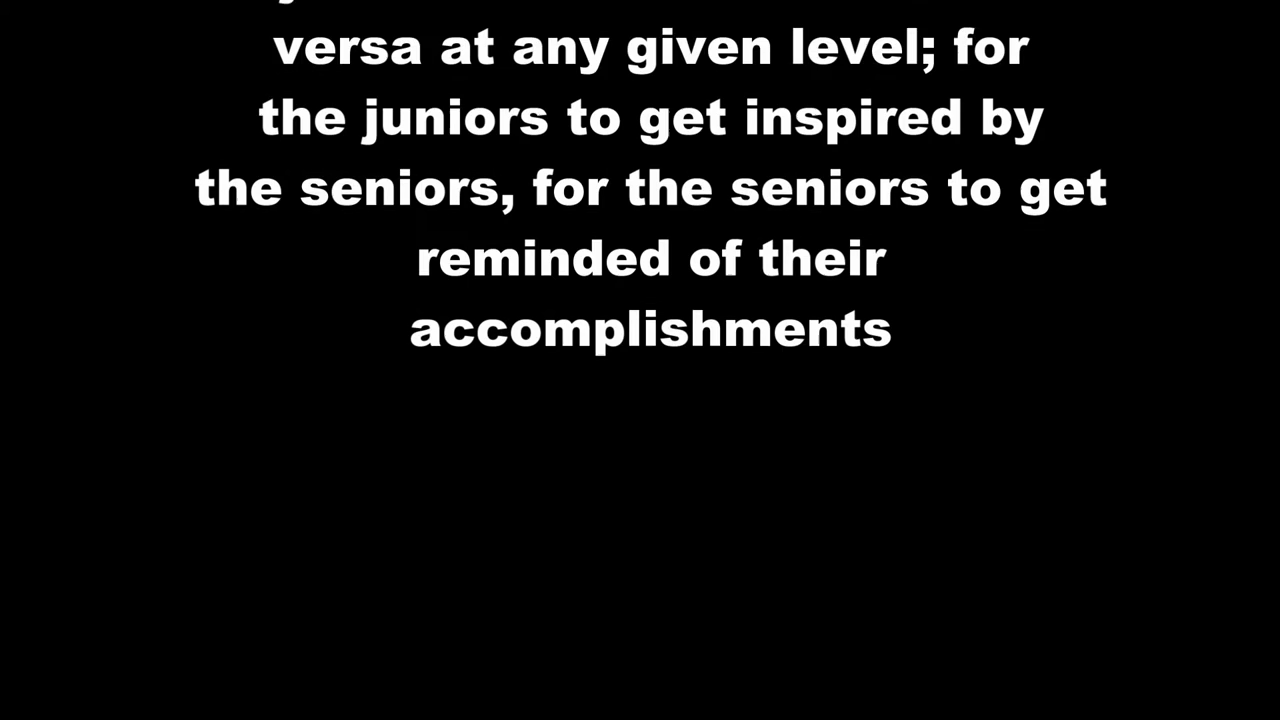 versa at any given level; for
the juniors to get inspired by
the seniors, for the seniors to get
reminded of their
accomplishments